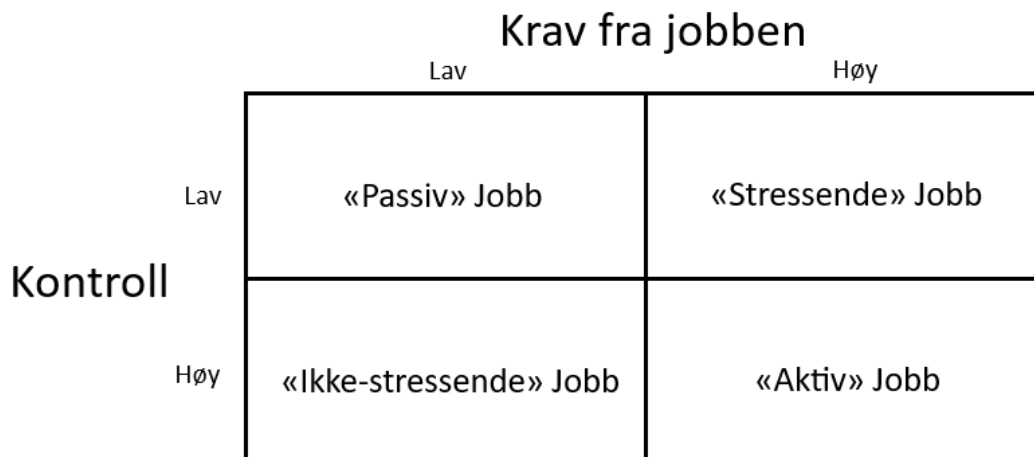 Krav fra jobben
Lav Høy
Lav «Passiv» Jobb «Stressende» Jobb
Kontroll
Høy «Ikke-stressende» Jobb «Aktiv» Jobb